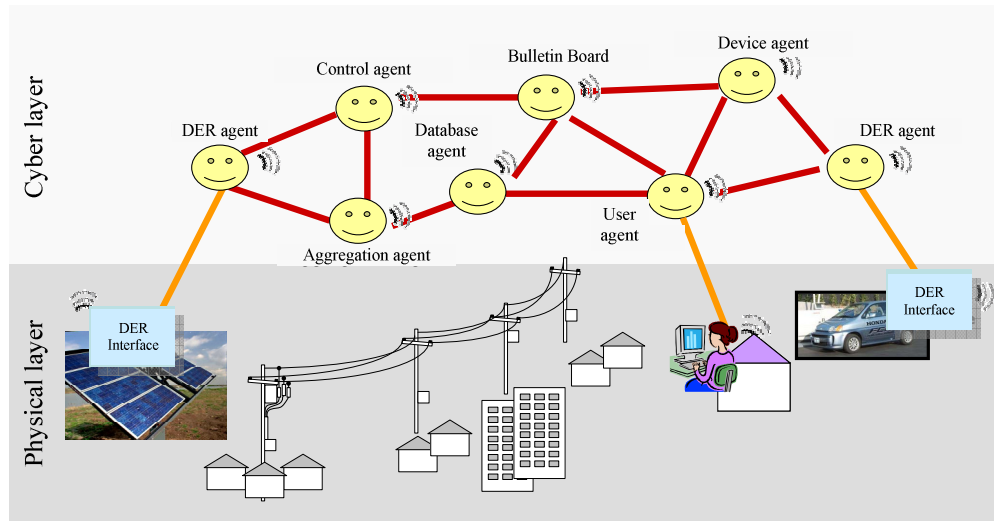 Cyber layer
Control agent
Bulletin Board
Device agent
DER agent
Database
agent
DER agent
User
agent
Aggregation agent
Physical layer
DER
Interface
DER
Interface
HONDA